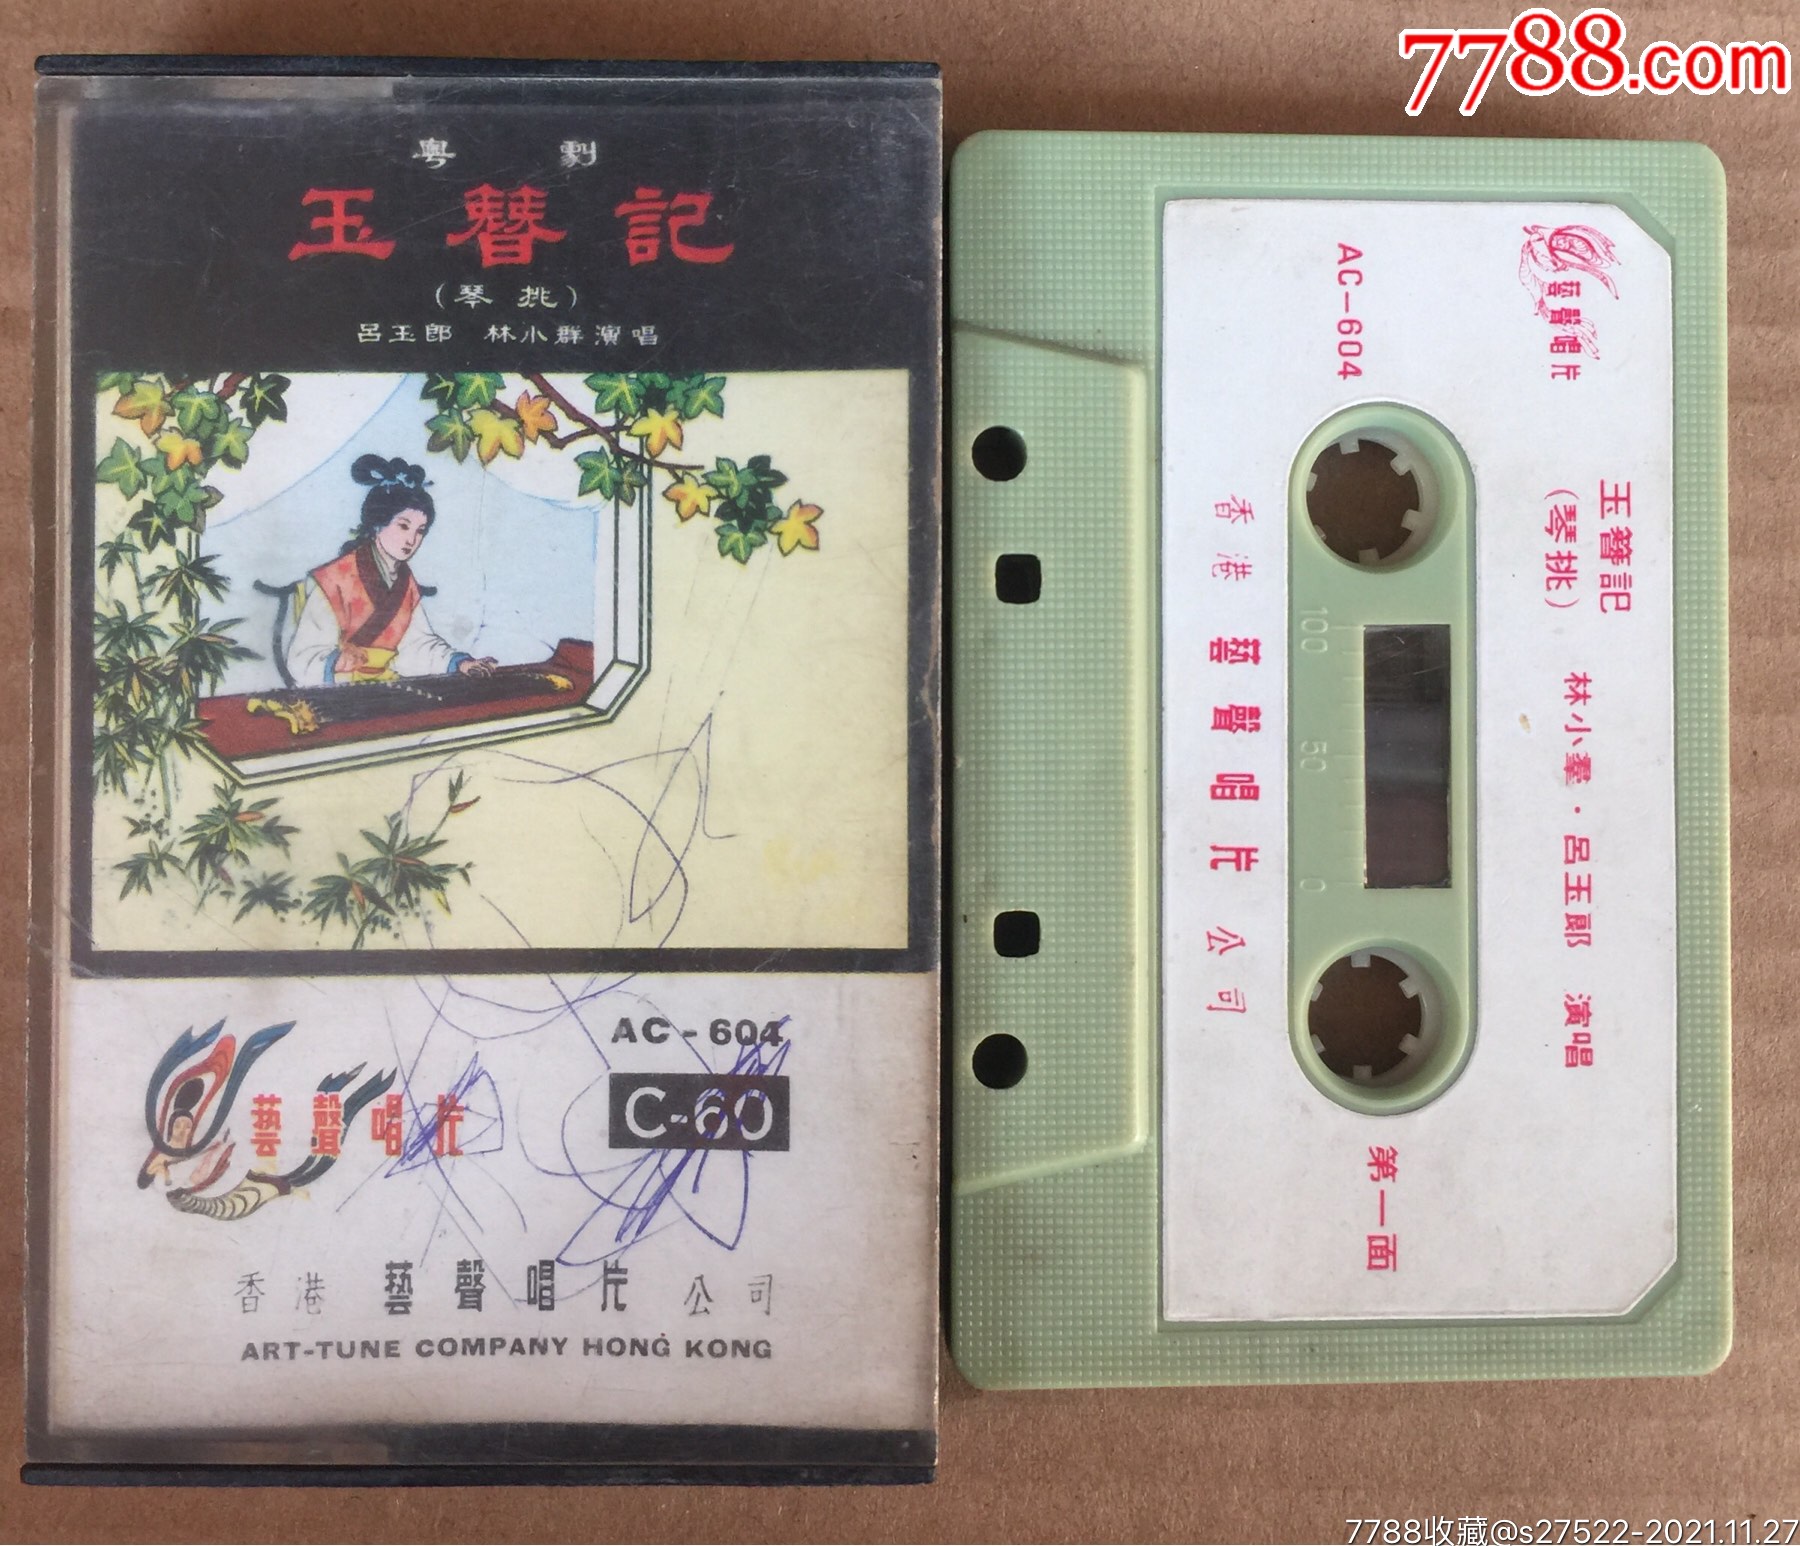 7788.com
粤劇
玉簪記
(琴挑)
呂玉郎 林小群演唱
AC-604
C-60
藝聲唱片
香港 藝聲唱片 公司
ART-TUNE COMPANY HONG KONG
藝聲唱片
AC-604
玉簪記
(琴挑)
林小羣·呂玉郎 演唱
100 50 0
香港 藝聲唱片 公司
第一面
7788收藏@s27522-2021.11.27